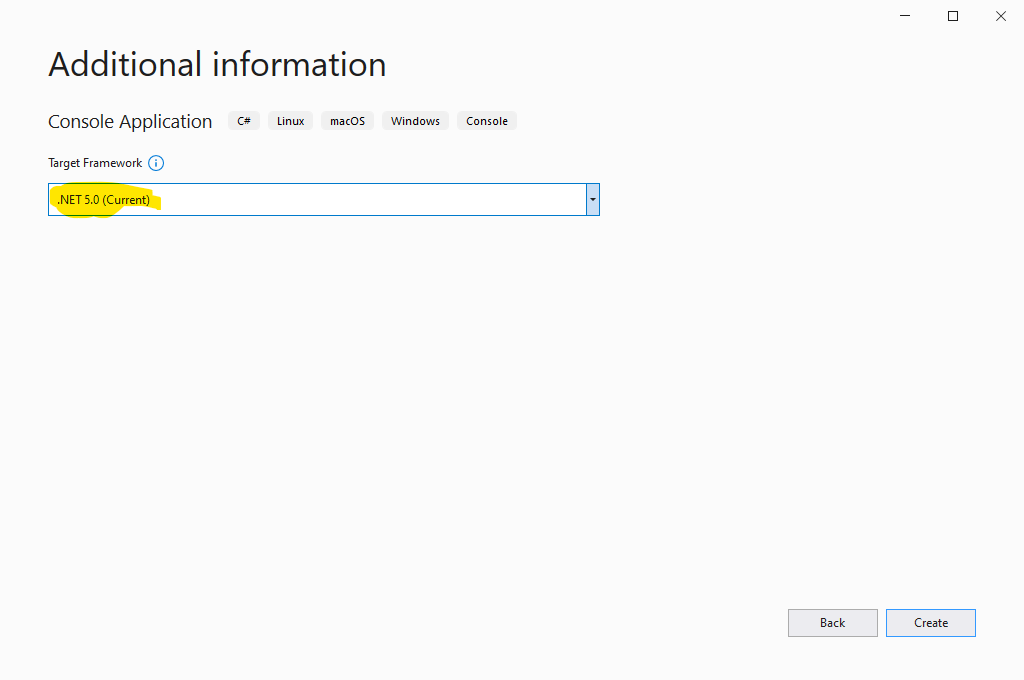 Additional information
Console Application C# Linux macOS Windows Console
Target Framework
.NET 5.0 (Current)
Back Create